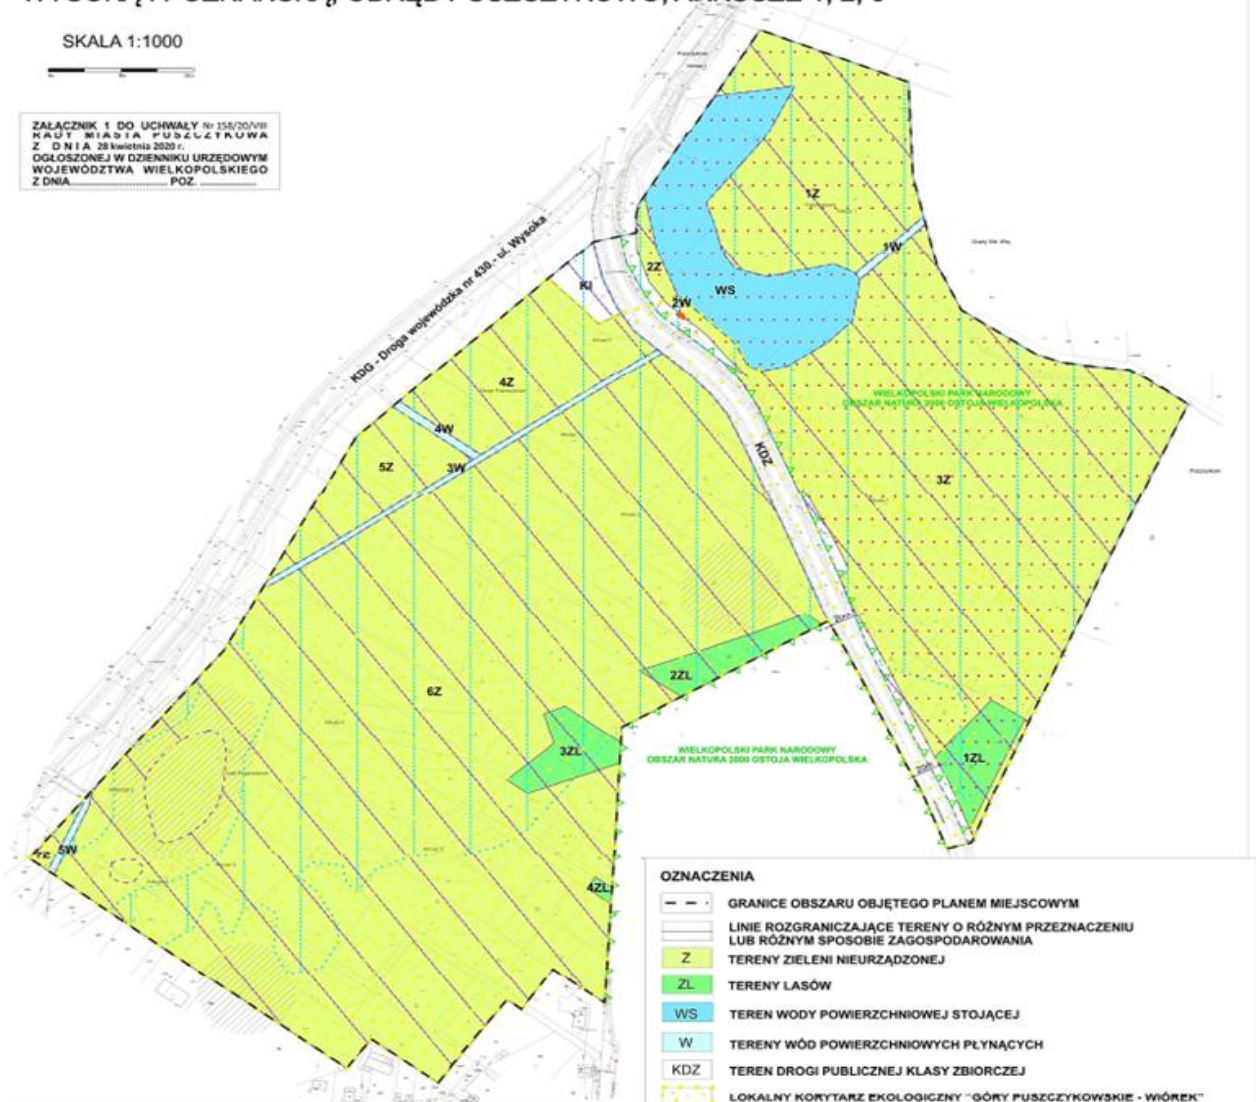 SKALA 1:1000
ZAŁĄCZNIK 1 DO UCHWAŁY Nr 158/20/VIII
RADY MIASTA PUSZCZYKOWA
Z DNIA 28 kwietnia 2020 r.
OGŁOSZONEJ W DZIENNIKU URZĘDOWYM
WOJEWÓDZTWA WIELKOPOLSKIEGO
Z DNIA.............................. POZ. ................
KDG - Droga wojewódzka nr 430 - ul. Wysoka
1Z
1W
2Z
KI
WS
2W
4Z
WIELKOPOLSKI PARK NARODOWY
OBSZAR NATURA 2000 OSTOJA WIELKOPOLSKA
4W
KDZ
5Z
3W
3Z
2ZL
6Z
3ZL
WIELKOPOLSKI PARK NARODOWY
OBSZAR NATURA 2000 OSTOJA WIELKOPOLSKA
1ZL
5W
4ZL
OZNACZENIA
GRANICE OBSZARU OBJĘTEGO PLANEM MIEJSCOWYM
LINIE ROZGRANICZAJĄCE TERENY O RÓŻNYM PRZEZNACZENIU
LUB RÓŻNYM SPOSOBIE ZAGOSPODAROWANIA
Z TERENY ZIELENI NIEURZĄDZONEJ
ZL TERENY LASÓW
WS TEREN WODY POWIERZCHNIOWEJ STOJĄCEJ
W TERENY WÓD POWIERZCHNIOWYCH PŁYNĄCYCH
KDZ TEREN DROGI PUBLICZNEJ KLASY ZBIORCZEJ
LOKALNY KORYTARZ EKOLOGICZNY "GÓRY PUSZCZYKOWSKIE - WIÓREK"